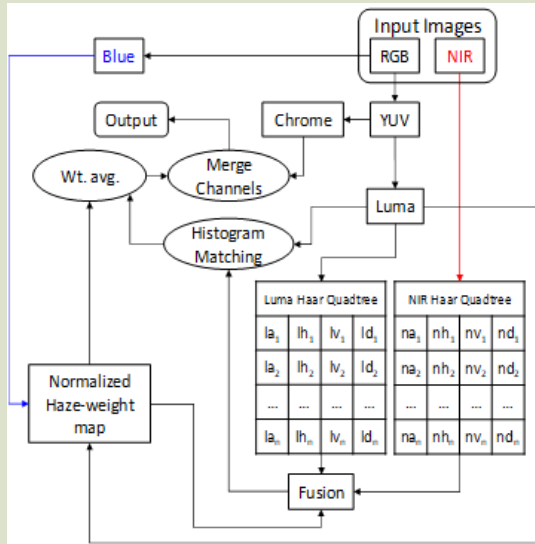 Input Images
Blue
RGB
NIR
Output
Chrome
YUV
Wt. avg.
Merge
Channels
Luma
Histogram
Matching
Luma Haar Quadtree
NIR Haar Quadtree
la₁ lh₁ lv₁ ld₁
na₁ nh₁ nv₁ nd₁
la₂ lh₂ lv₂ ld₂
na₂ nh₂ nv₂ nd₂
... ... ... ...
... ... ... ...
laₙ lhₙ lvₙ ldₙ
naₙ nhₙ nvₙ ndₙ
Normalized
Haze-weight
map
Fusion